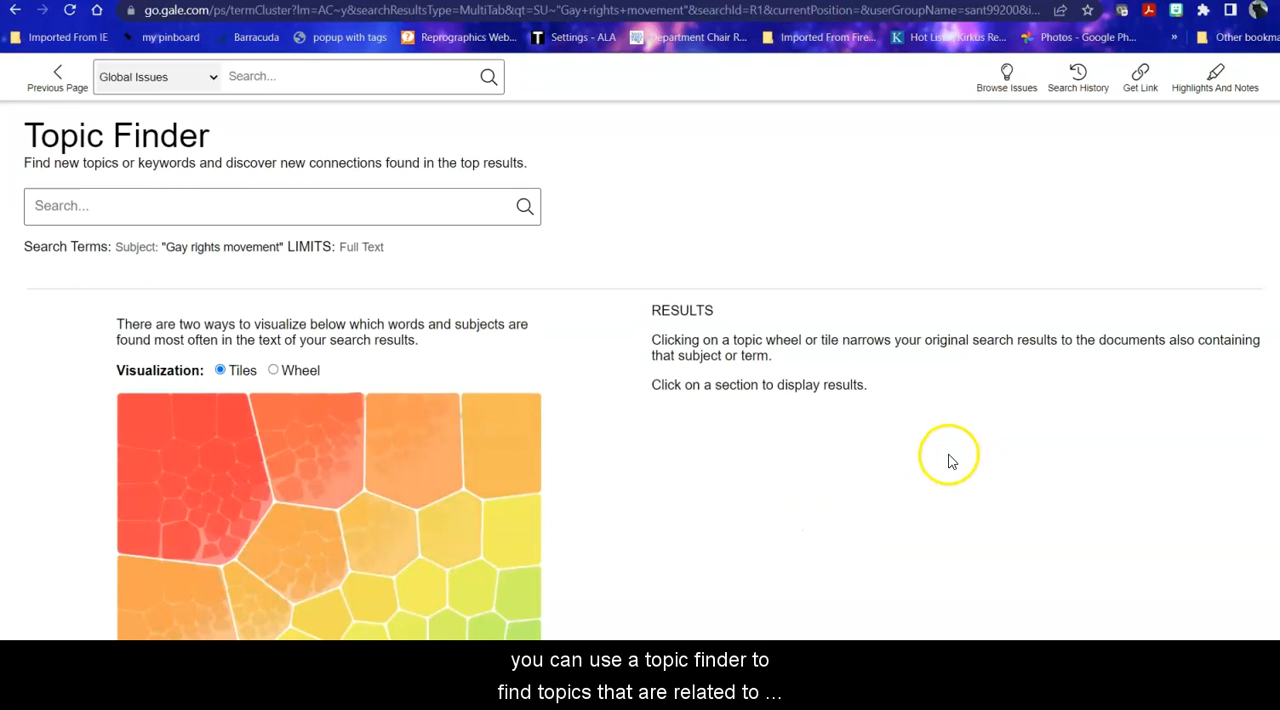 go.gale.com/ps/termCluster?lm=AC~y&searchResultsType=MultiTab&qt=SU~"Gay+rights+movement"&searchId=R1&currentPosition=&userGroupName=sant99200&i...
Imported From IE my pinboard Barracuda popup with tags Reprographics Web... Settings - ALA Department Chair R... Imported From Fire... Hot List Kirkus Re... Photos - Google Ph... » Other bookma
Previous Page Global Issues Search... Browse Issues Search History Get Link Highlights And Notes
Topic Finder
Find new topics or keywords and discover new connections found in the top results.
Search...
Search Terms: Subject: "Gay rights movement" LIMITS: Full Text
There are two ways to visualize below which words and subjects are
found most often in the text of your search results.
Visualization: Tiles Wheel
RESULTS
Clicking on a topic wheel or tile narrows your original search results to the documents also containing
that subject or term.
Click on a section to display results.
you can use a topic finder to
find topics that are related to ...